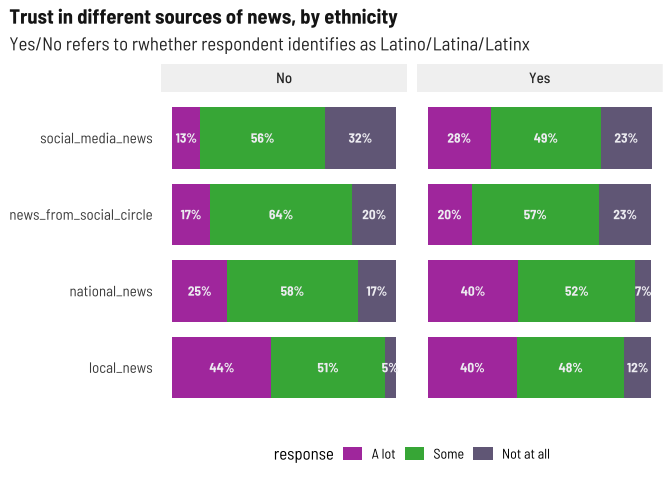 Trust in different sources of news, by ethnicity
Yes/No refers to rwhether respondent identifies as Latino/Latina/Latinx
No Yes
social_media_news 13% 56% 32% 28% 49% 23%
news_from_social_circle 17% 64% 20% 20% 57% 23%
national_news 25% 58% 17% 40% 52% 7%
local_news 44% 51% 5% 40% 48% 12%
response A lot Some Not at all